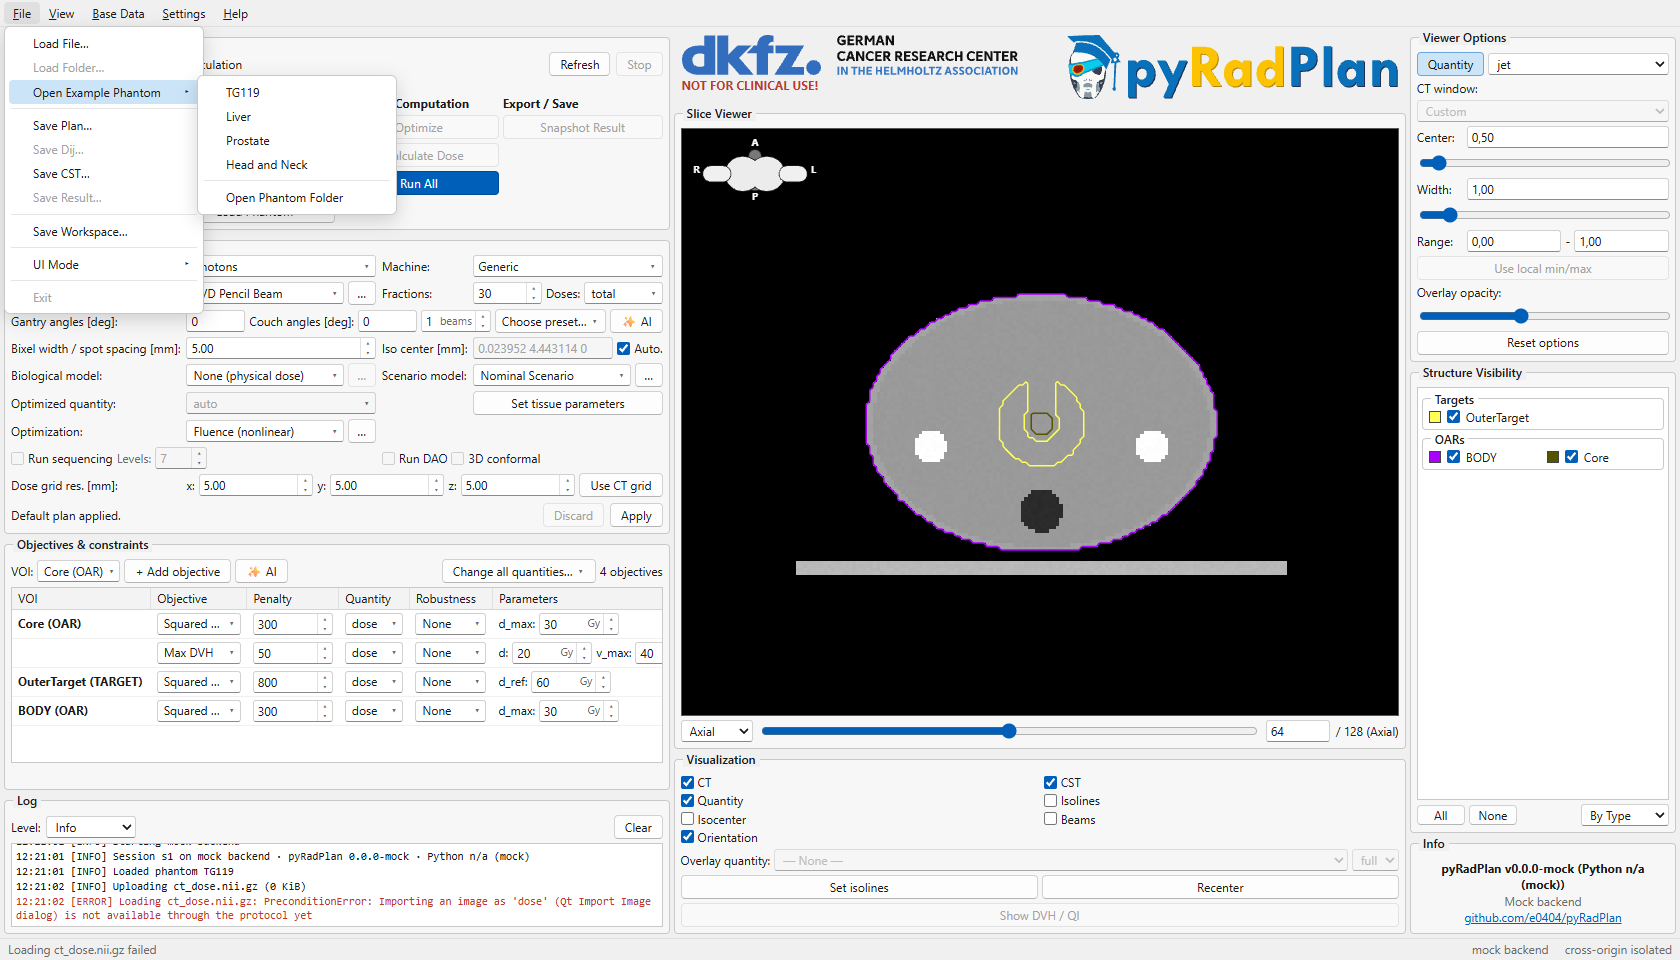 File View Base Data Settings Help
Load File...
Load Folder...
Open Example Phantom
Save Plan...
Save Dij...
Save CST...
Save Result...
Save Workspace...
UI Mode
Exit
TG119
Liver
Prostate
Head and Neck
Open Phantom Folder
Refresh Stop
Computation Export / Save
Optimize Snapshot Result
Calculate Dose
Run All
Load Phantom
Photons Machine: Generic
Pencil Beam ... Fractions: 30 Doses: total
Gantry angles [deg]: 0 Couch angles [deg]: 0 1 beams Choose preset... AI
Bixel width / spot spacing [mm]: 5.00 Iso center [mm]: 0.023952 4.443114 0 Auto.
Biological model: None (physical dose) ... Scenario model: Nominal Scenario ...
Optimized quantity: auto Set tissue parameters
Optimization: Fluence (nonlinear) ...
Run sequencing Levels: 7 Run DAO 3D conformal
Dose grid res. [mm]: x: 5.00 y: 5.00 z: 5.00 Use CT grid
Default plan applied. Discard Apply
Objectives & constraints
VOI: Core (OAR) + Add objective AI Change all quantities... 4 objectives
VOI Objective Penalty Quantity Robustness Parameters
Core (OAR) Squared ... 300 dose None d_max: 30 Gy
Max DVH 50 dose None d: 20 Gy v_max: 40
OuterTarget (TARGET) Squared ... 800 dose None d_ref: 60 Gy
BODY (OAR) Squared ... 300 dose None d_max: 30 Gy
Log
Level: Info Clear
12:21:01 [INFO] Starting mock backend
12:21:01 [INFO] Session s1 on mock backend · pyRadPlan 0.0.0-mock · Python n/a (mock)
12:21:01 [INFO] Loaded phantom TG119
12:21:02 [INFO] Uploading ct_dose.nii.gz (0 KiB)
12:21:02 [ERROR] Loading ct_dose.nii.gz: PreconditionError: Importing an image as 'dose' (Qt Import Image
dialog) is not available through the protocol yet
Loading ct_dose.nii.gz failed
dkfz.
GERMAN
CANCER RESEARCH CENTER
IN THE HELMHOLTZ ASSOCIATION
NOT FOR CLINICAL USE!
pyRadPlan
Slice Viewer
A
R L
P
Axial 64 / 128 (Axial)
Visualization
CT CST
Quantity Isolines
Isocenter Beams
Orientation
Overlay quantity: — None — full
Set isolines Recenter
Show DVH / QI
Viewer Options
Quantity jet
CT window:
Custom
Center: 0,50
Width: 1,00
Range: 0,00 - 1,00
Use local min/max
Overlay opacity:
Reset options
Structure Visibility
Targets
OuterTarget
OARs
BODY Core
All None By Type
Info
pyRadPlan v0.0.0-mock (Python n/a
(mock))
Mock backend
github.com/e0404/pyRadPlan
mock backend cross-origin isolated